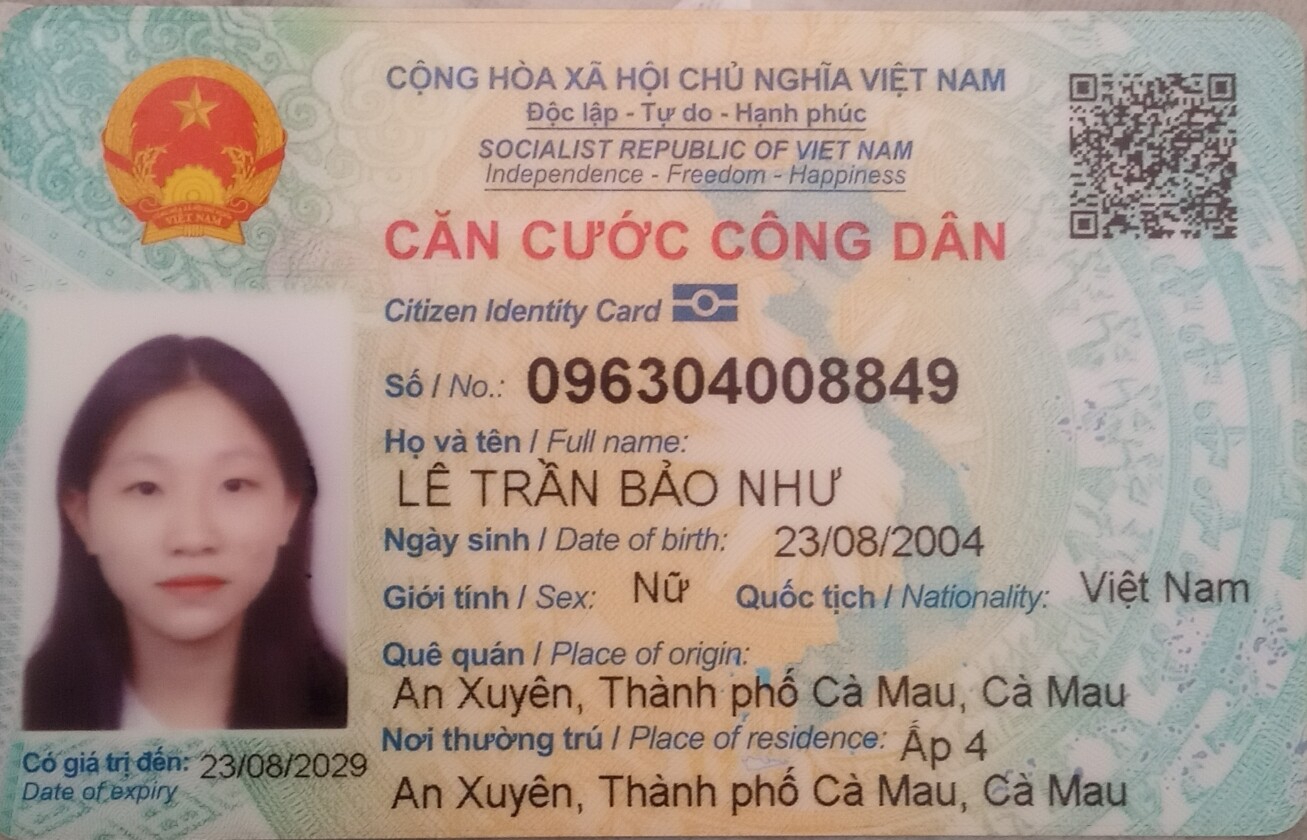 CỘNG HÒA XÃ HỘI CHỦ NGHĨA VIỆT NAM
Độc lập - Tự do - Hạnh phúc
SOCIALIST REPUBLIC OF VIET NAM
Independence - Freedom - Happiness
CĂN CƯỚC CÔNG DÂN
Citizen Identity Card
Số / No.: 096304008849
Họ và tên / Full name:
LÊ TRẦN BẢO NHƯ
Ngày sinh / Date of birth: 23/08/2004
Giới tính / Sex: Nữ Quốc tịch / Nationality: Việt Nam
Quê quán / Place of origin:
An Xuyên, Thành phố Cà Mau, Cà Mau
Nơi thường trú / Place of residence: Ấp 4
An Xuyên, Thành phố Cà Mau, Cà Mau
Có giá trị đến: 23/08/2029
Date of expiry
VIỆT NAM